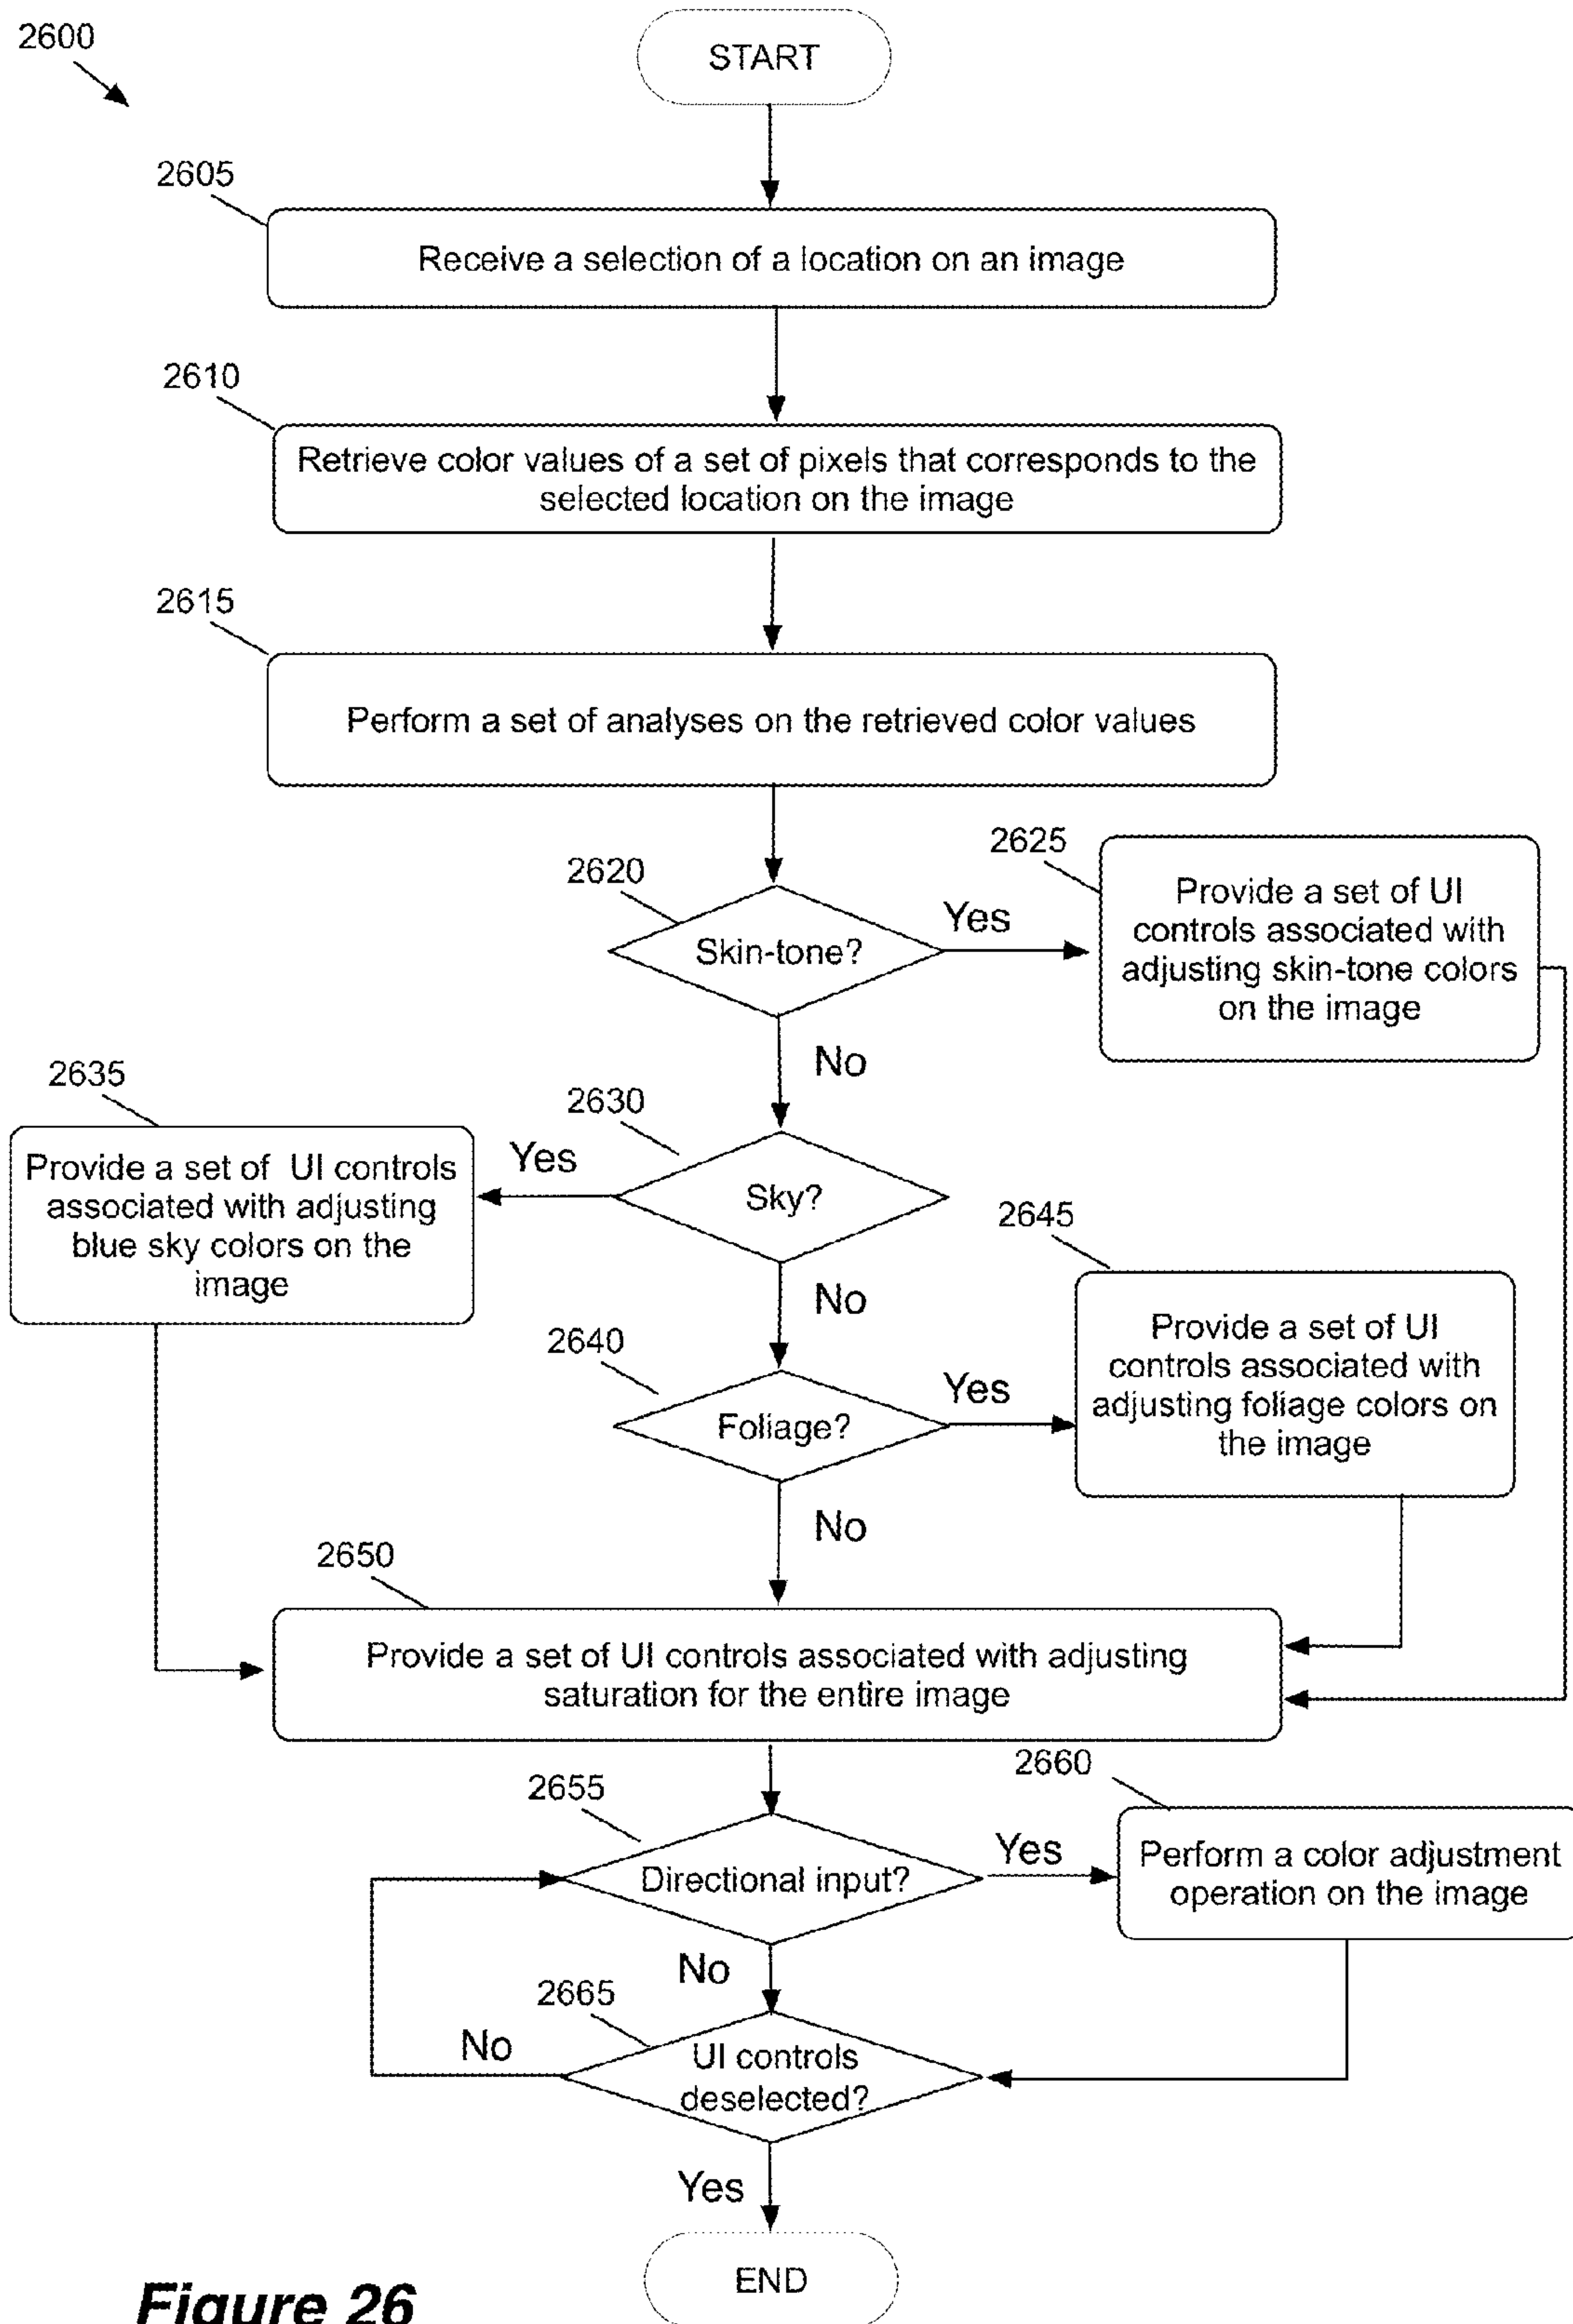 2600
START
2605
Receive a selection of a location on an image
2610
Retrieve color values of a set of pixels that corresponds to the
selected location on the image
2615
Perform a set of analyses on the retrieved color values
2620
Skin-tone?
Yes
2625
Provide a set of UI
controls associated with
adjusting skin-tone colors
on the image
No
2630
Sky?
Yes
2635
Provide a set of UI controls
associated with adjusting
blue sky colors on the
image
No
2640
Foliage?
Yes
2645
Provide a set of UI
controls associated with
adjusting foliage colors on
the image
No
2650
Provide a set of UI controls associated with adjusting
saturation for the entire image
2655
Directional input?
Yes
2660
Perform a color adjustment
operation on the image
No
2665
UI controls
deselected?
No
Yes
END
Figure 26